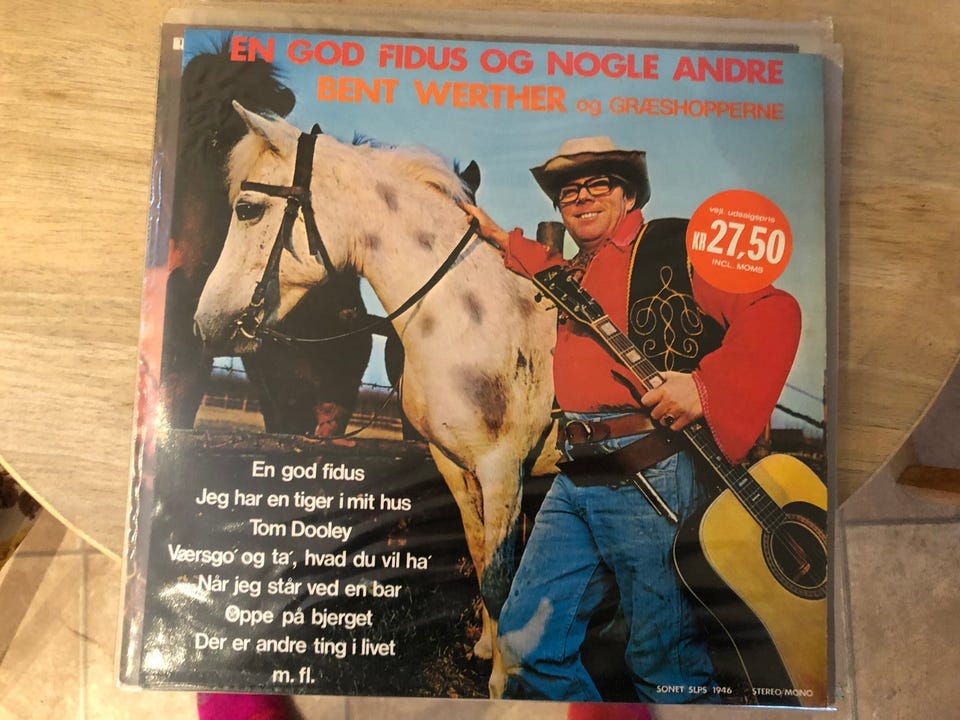 EN GOD FIDUS OG NOGLE ANDRE
BENT WERTHER og GRÆSHOPPERNE
vejl. udsalgspris
KR 27,50
INCL. MOMS
En god fidus
Jeg har en tiger i mit hus
Tom Dooley
Værsgo' og ta', hvad du vil ha'
Når jeg står ved en bar
Oppe på bjerget
Der er andre ting i livet
m. fl.
SONET SLPS 1946 STEREO/MONO